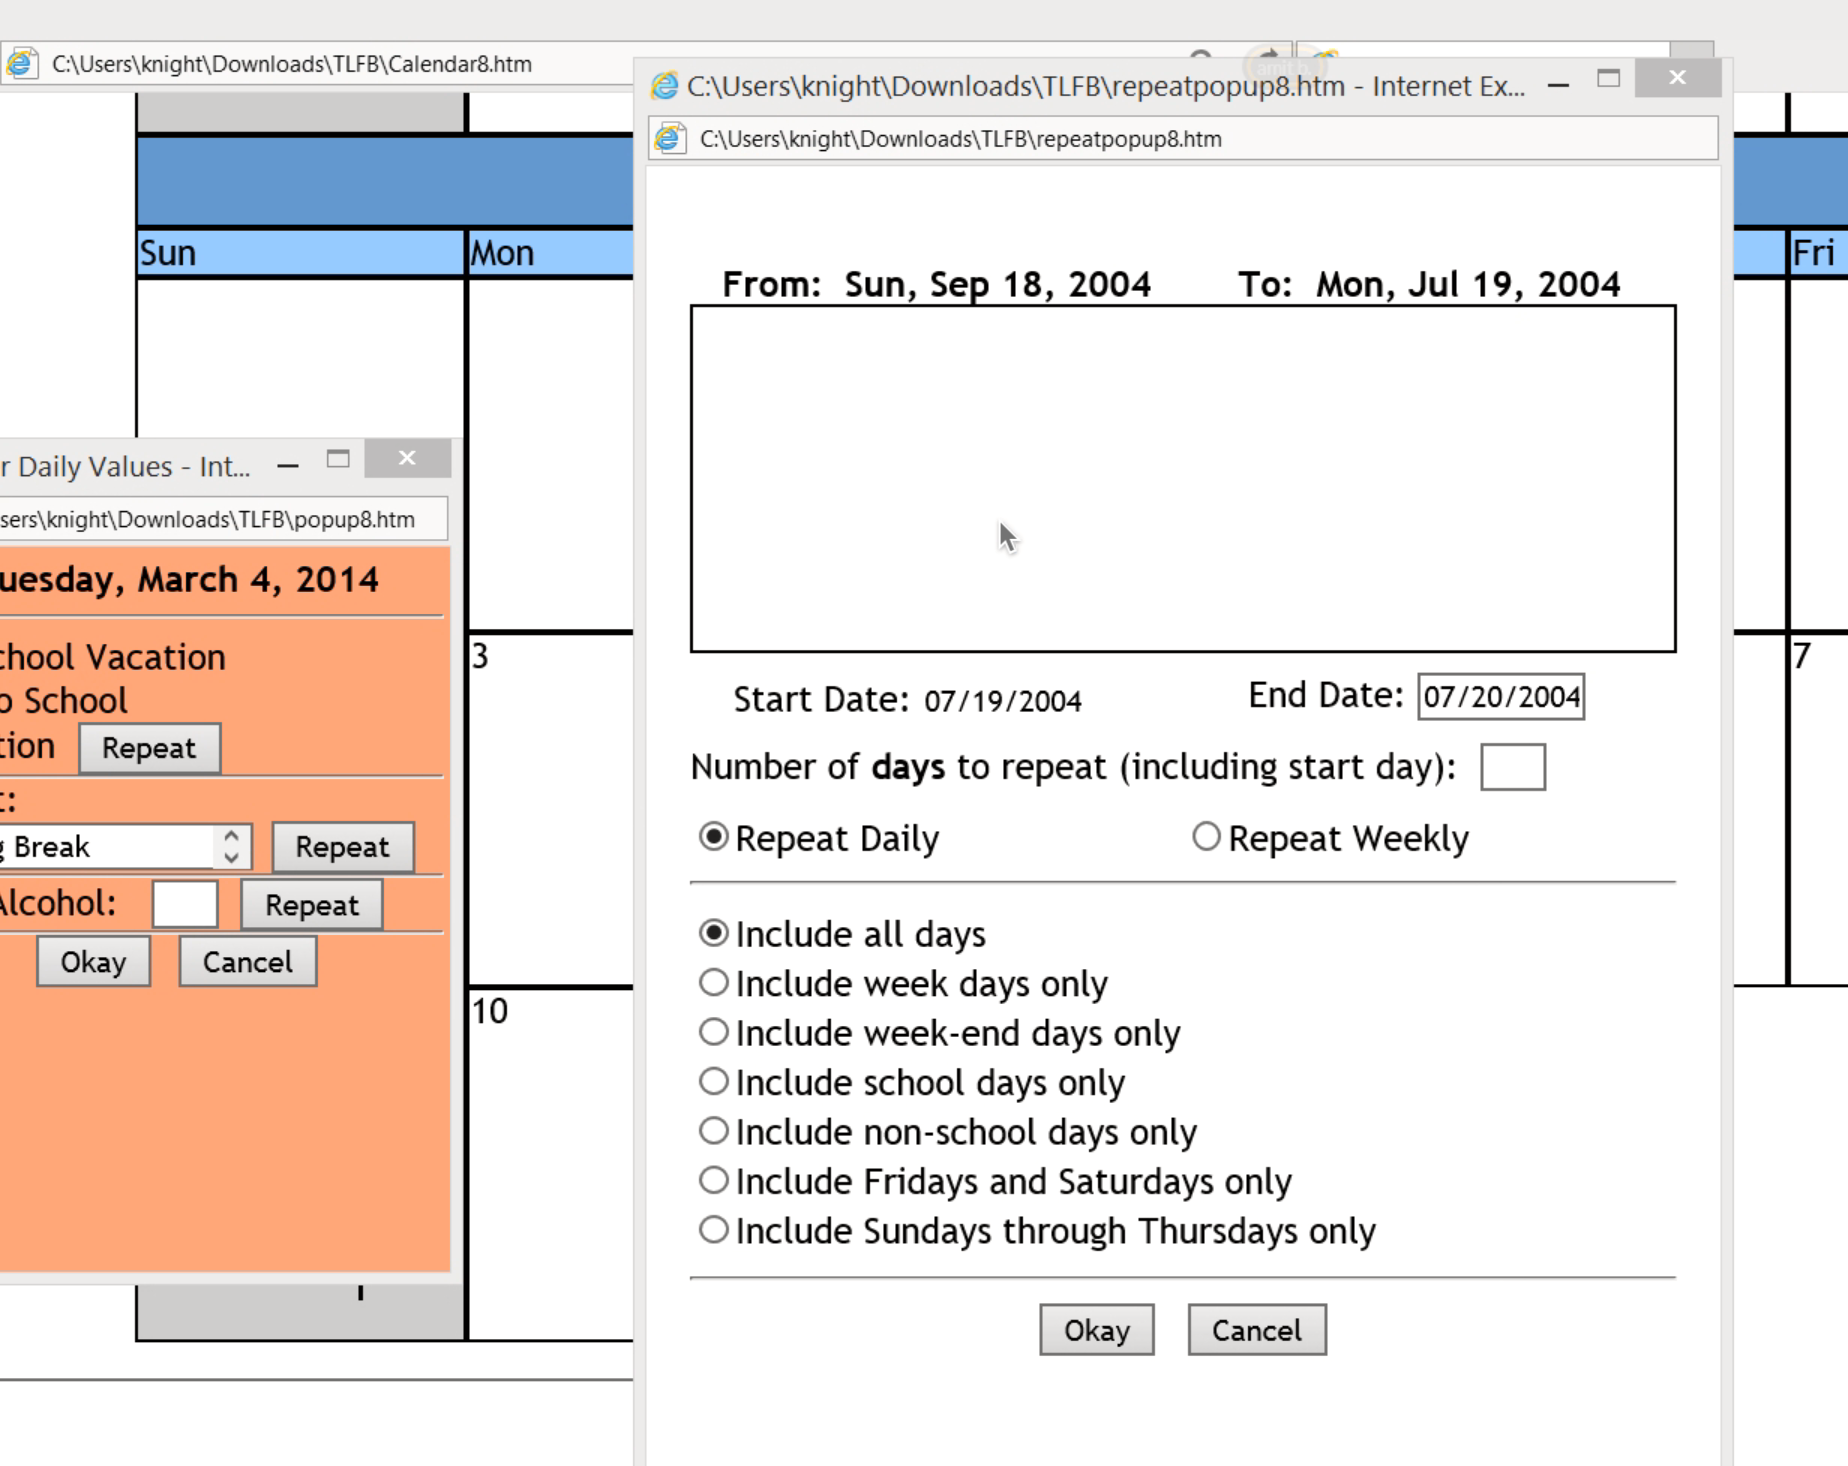 C:\Users\knight\Downloads\TLFB\Calendar8.htm
C:\Users\knight\Downloads\TLFB\repeatpopup8.htm - Internet Ex...
C:\Users\knight\Downloads\TLFB\repeatpopup8.htm
Sun
Mon
Fri
From: Sun, Sep 18, 2004 To: Mon, Jul 19, 2004
r Daily Values - Int...
sers\knight\Downloads\TLFB\popup8.htm
uesday, March 4, 2014
chool Vacation
o School
tion Repeat
t:
g Break Repeat
Alcohol: Repeat
Okay Cancel
3
7
10
Start Date: 07/19/2004 End Date: 07/20/2004
Number of days to repeat (including start day):
Repeat Daily Repeat Weekly
Include all days
Include week days only
Include week-end days only
Include school days only
Include non-school days only
Include Fridays and Saturdays only
Include Sundays through Thursdays only
Okay Cancel